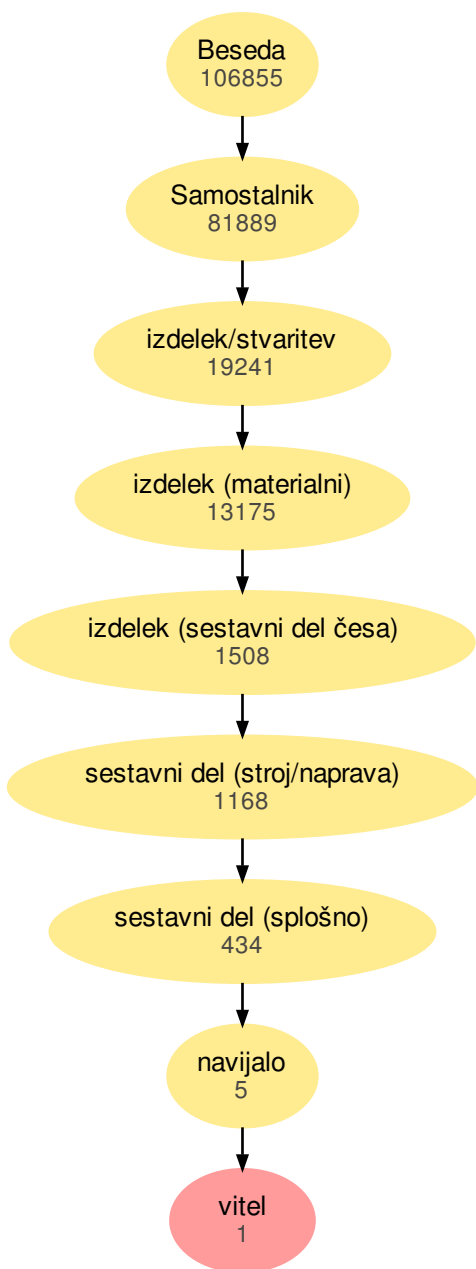 Beseda
106855
Samostalnik
81889
izdelek/stvaritev
19241
izdelek (materialni)
13175
izdelek (sestavni del česa)
1508
sestavni del (stroj/naprava)
1168
sestavni del (splošno)
434
navijalo
5
vitel
1